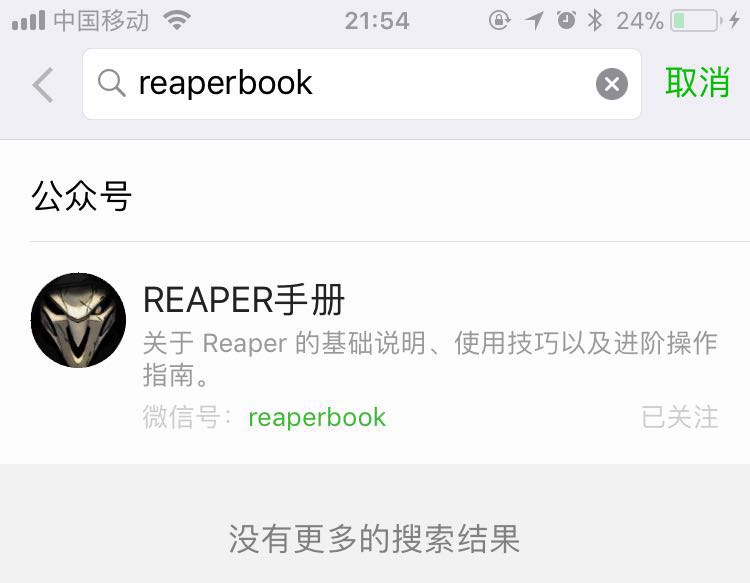 中国移动 21:54 24%
reaperbook 取消
公众号
REAPER手册
关于 Reaper 的基础说明、使用技巧以及进阶操作
指南。
微信号: reaperbook 已关注
没有更多的搜索结果